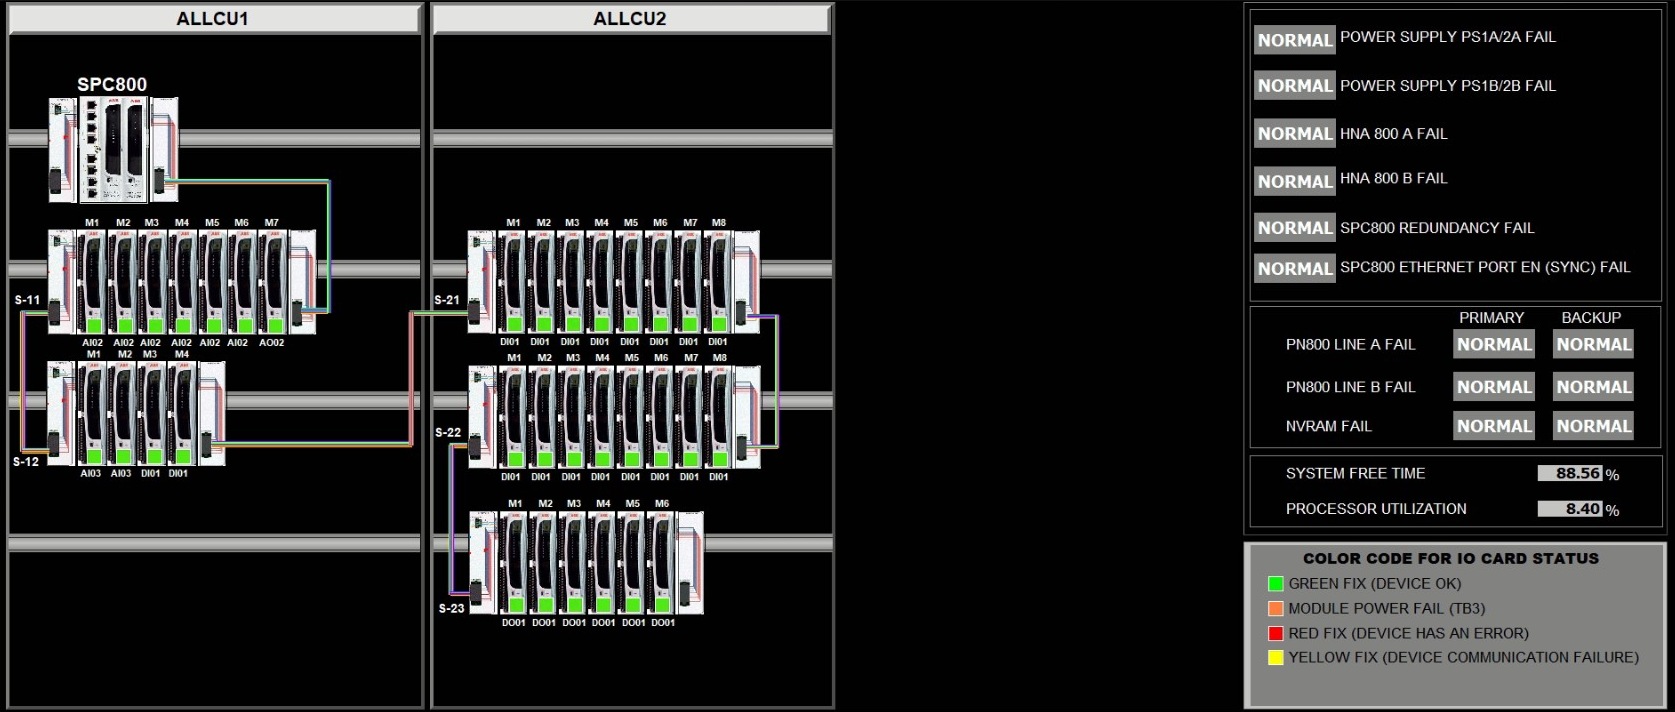 ALLCU1
SPC800
M1 M2 M3 M4 M5 M6 M7
S-11
AI02 AI02 AI02 AI02 AI02 AI02 AO02
M1 M2 M3 M4
S-12
AI03 AI03 DI01 DI01
ALLCU2
M1 M2 M3 M4 M5 M6 M7 M8
S-21
DI01 DI01 DI01 DI01 DI01 DI01 DI01 DI01
M1 M2 M3 M4 M5 M6 M7 M8
S-22
DI01 DI01 DI01 DI01 DI01 DI01 DI01 DI01
M1 M2 M3 M4 M5 M6
S-23
DO01 DO01 DO01 DO01 DO01 DO01
NORMAL POWER SUPPLY PS1A/2A FAIL
NORMAL POWER SUPPLY PS1B/2B FAIL
NORMAL HNA 800 A FAIL
NORMAL HNA 800 B FAIL
NORMAL SPC800 REDUNDANCY FAIL
NORMAL SPC800 ETHERNET PORT EN (SYNC) FAIL
PRIMARY BACKUP
PN800 LINE A FAIL NORMAL NORMAL
PN800 LINE B FAIL NORMAL NORMAL
NVRAM FAIL NORMAL NORMAL
SYSTEM FREE TIME 88.56 %
PROCESSOR UTILIZATION 8.40 %
COLOR CODE FOR IO CARD STATUS
GREEN FIX (DEVICE OK)
MODULE POWER FAIL (TB3)
RED FIX (DEVICE HAS AN ERROR)
YELLOW FIX (DEVICE COMMUNICATION FAILURE)